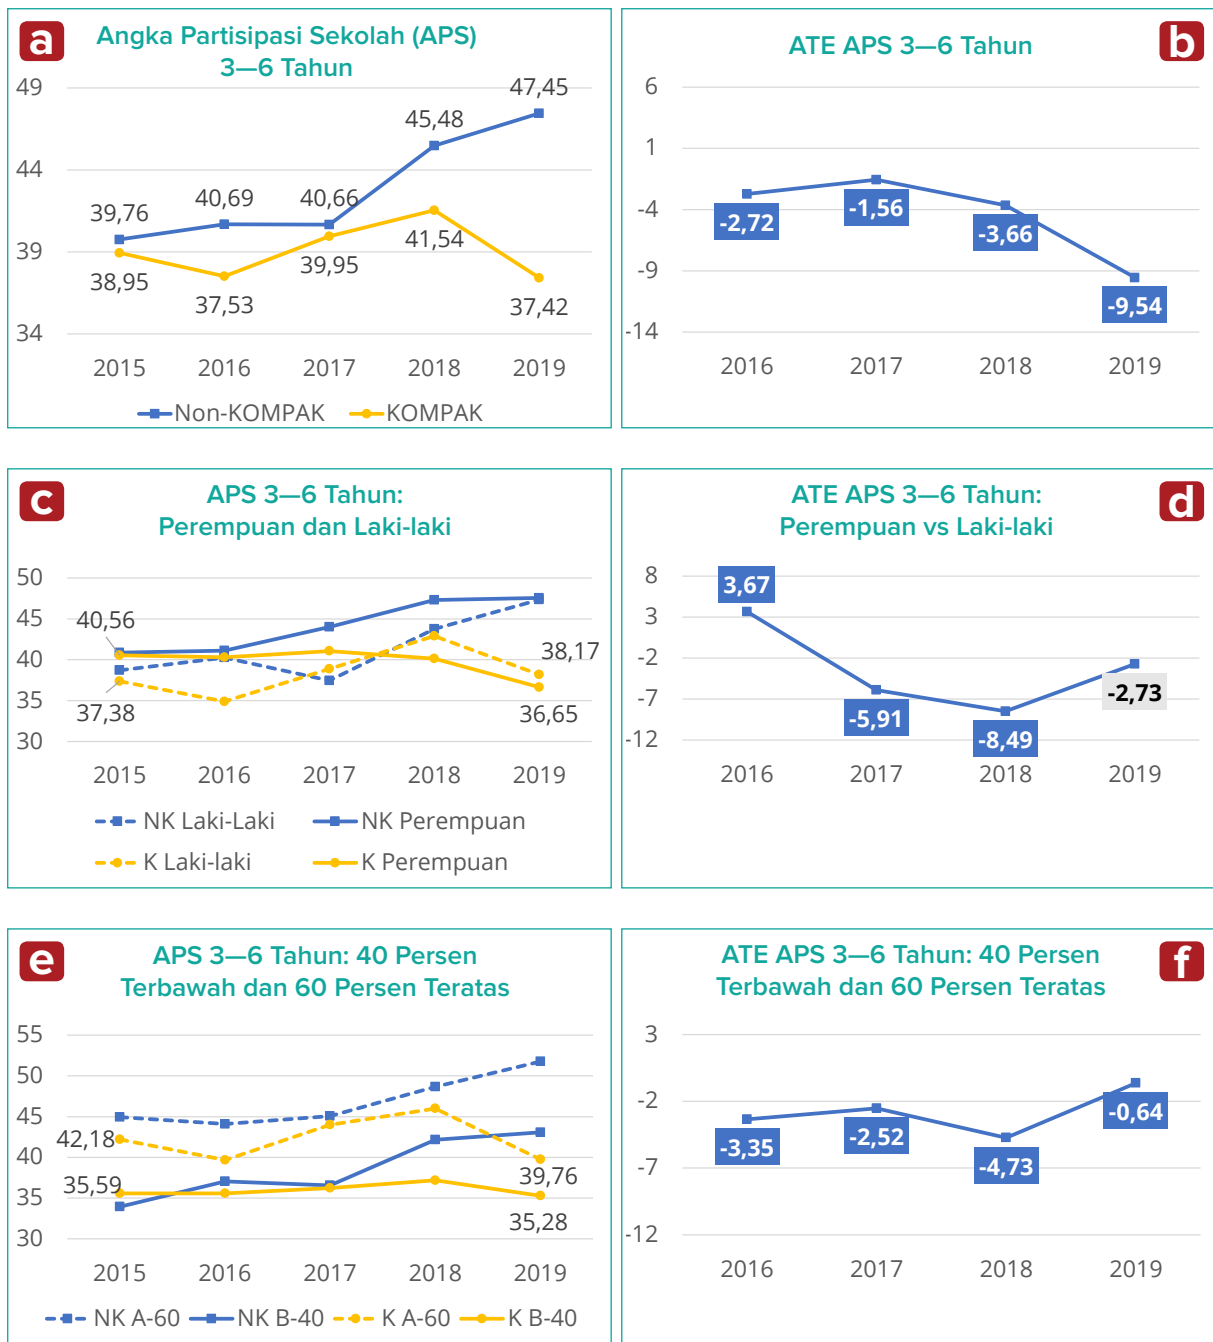 a
Angka Partisipasi Sekolah (APS)
3—6 Tahun
49
44
39
34
39,76
40,69
40,66
45,48
47,45
38,95
37,53
39,95
41,54
37,42
2015 2016 2017 2018 2019
Non-KOMPAK KOMPAK
b
ATE APS 3—6 Tahun
6
1
-4
-9
-14
-2,72
-1,56
-3,66
-9,54
2016 2017 2018 2019
c
APS 3—6 Tahun:
Perempuan dan Laki-laki
50
45
40
35
30
40,56
37,38
38,17
36,65
2015 2016 2017 2018 2019
NK Laki-Laki NK Perempuan
K Laki-laki K Perempuan
d
ATE APS 3—6 Tahun:
Perempuan vs Laki-laki
8
3
-2
-7
-12
3,67
-5,91
-8,49
-2,73
2016 2017 2018 2019
e
APS 3—6 Tahun: 40 Persen
Terbawah dan 60 Persen Teratas
55
50
45
40
35
30
42,18
35,59
39,76
35,28
2015 2016 2017 2018 2019
NK A-60 NK B-40 K A-60 K B-40
f
ATE APS 3—6 Tahun: 40 Persen
Terbawah dan 60 Persen Teratas
3
-2
-7
-12
-3,35
-2,52
-4,73
-0,64
2016 2017 2018 2019